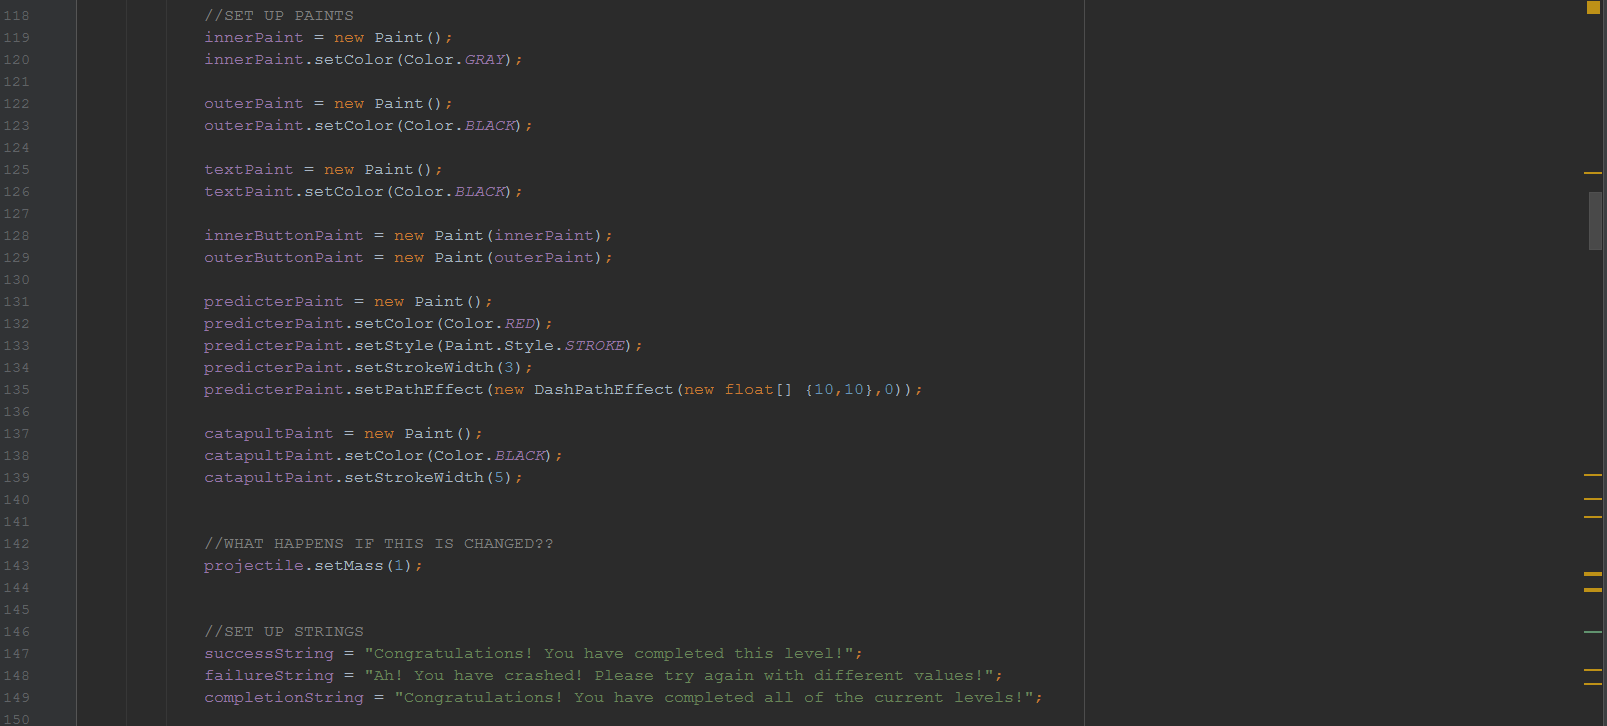 118 //SET UP PAINTS
119 innerPaint = new Paint();
120 innerPaint.setColor(Color.GRAY);
121
122 outerPaint = new Paint();
123 outerPaint.setColor(Color.BLACK);
124
125 textPaint = new Paint();
126 textPaint.setColor(Color.BLACK);
127
128 innerButtonPaint = new Paint(innerPaint);
129 outerButtonPaint = new Paint(outerPaint);
130
131 predicterPaint = new Paint();
132 predicterPaint.setColor(Color.RED);
133 predicterPaint.setStyle(Paint.Style.STROKE);
134 predicterPaint.setStrokeWidth(3);
135 predicterPaint.setPathEffect(new DashPathEffect(new float[] {10,10},0));
136
137 catapultPaint = new Paint();
138 catapultPaint.setColor(Color.BLACK);
139 catapultPaint.setStrokeWidth(5);
140
141
142 //WHAT HAPPENS IF THIS IS CHANGED??
143 projectile.setMass(1);
144
145
146 //SET UP STRINGS
147 successString = "Congratulations! You have completed this level!";
148 failureString = "Ah! You have crashed! Please try again with different values!";
149 completionString = "Congratulations! You have completed all of the current levels!";
150